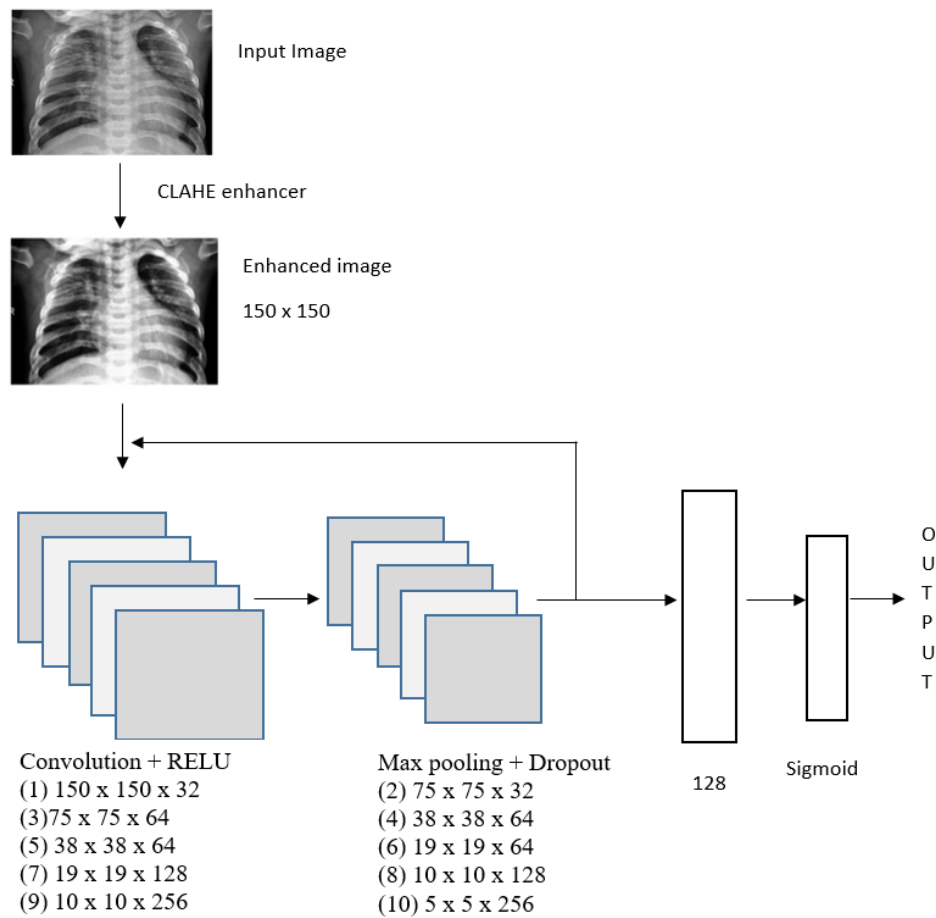 Input Image
CLAHE enhancer
Enhanced image
150 x 150
R
Convolution + RELU
(1) 150 x 150 x 32
(3)75 x 75 x 64
(5) 38 x 38 x 64
(7) 19 x 19 x 128
(9) 10 x 10 x 256
Max pooling + Dropout
(2) 75 x 75 x 32
(4) 38 x 38 x 64
(6) 19 x 19 x 64
(8) 10 x 10 x 128
(10) 5 x 5 x 256
128
Sigmoid
O
U
T
P
U
T